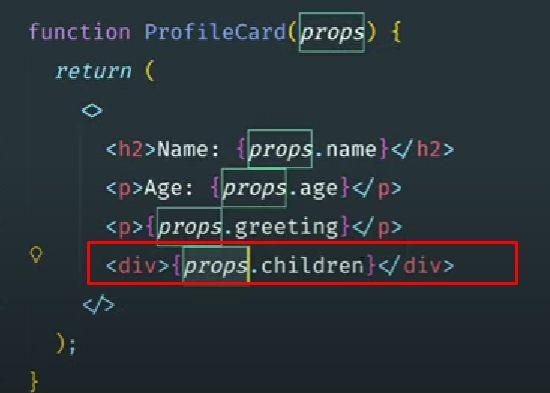 function ProfileCard(props) {
return (
<>
<h2>Name: {props.name}</h2>
<p>Age: {props.age}</p>
<p>{props.greeting}</p>
<div>{props.children}</div>
</>
);
}